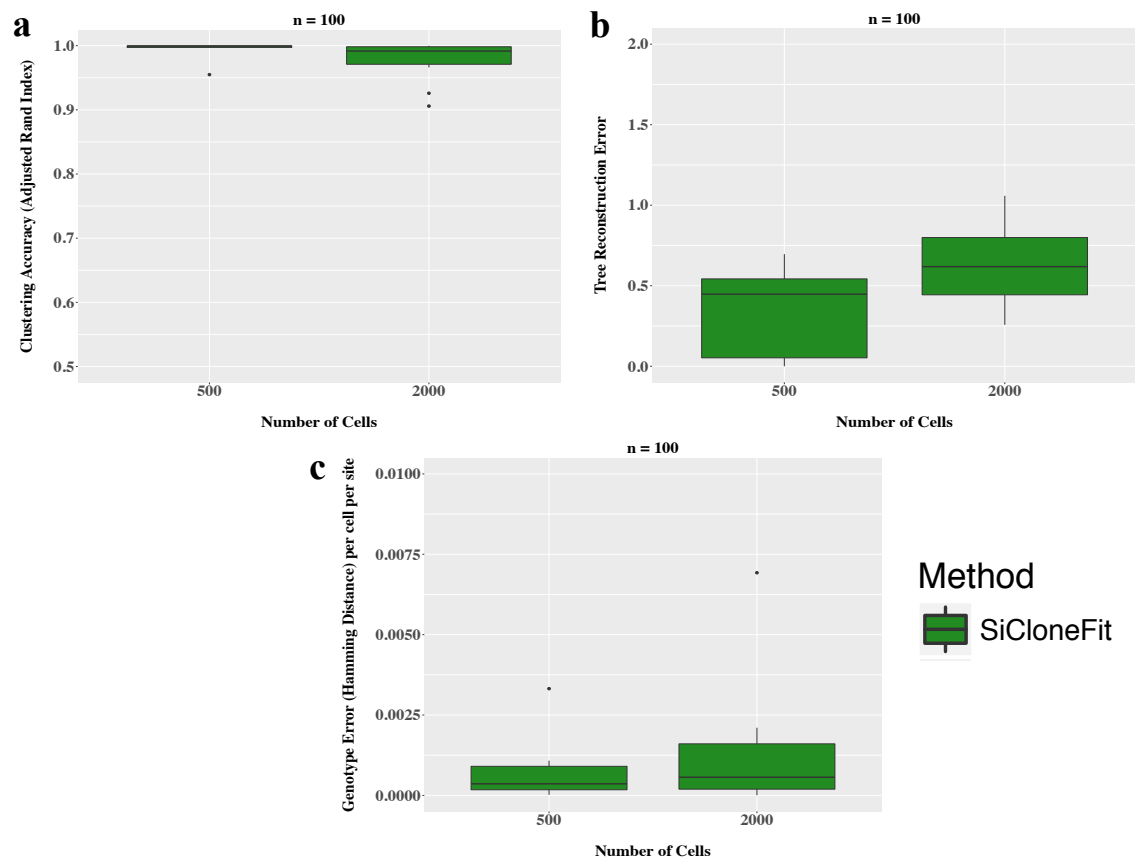 a
n = 100
Clustering Accuracy (Adjusted Rand Index)
1.0
0.9
0.8
0.7
0.6
0.5
500
2000
Number of Cells
b
n = 100
Tree Reconstruction Error
2.0
1.5
1.0
0.5
0.0
500
2000
Number of Cells
c
n = 100
Genotype Error (Hamming Distance) per cell per site
0.0100
0.0075
0.0050
0.0025
0.0000
500
2000
Number of Cells
Method
SiCloneFit